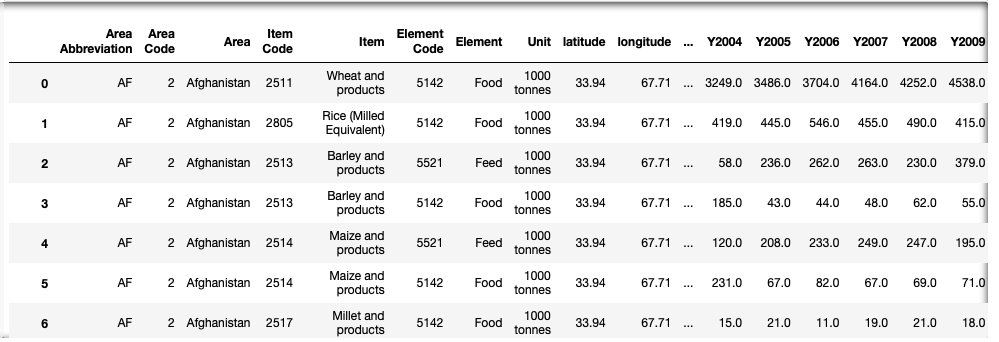 Area Abbreviation Area Code Area Item Code Item Element Code Element Unit latitude longitude ... Y2004 Y2005 Y2006 Y2007 Y2008 Y2009
0 AF 2 Afghanistan 2511 Wheat and products 5142 Food 1000 tonnes 33.94 67.71 ... 3249.0 3486.0 3704.0 4164.0 4252.0 4538.0
1 AF 2 Afghanistan 2805 Rice (Milled Equivalent) 5142 Food 1000 tonnes 33.94 67.71 ... 419.0 445.0 546.0 455.0 490.0 415.0
2 AF 2 Afghanistan 2513 Barley and products 5521 Feed 1000 tonnes 33.94 67.71 ... 58.0 236.0 262.0 263.0 230.0 379.0
3 AF 2 Afghanistan 2513 Barley and products 5142 Food 1000 tonnes 33.94 67.71 ... 185.0 43.0 44.0 48.0 62.0 55.0
4 AF 2 Afghanistan 2514 Maize and products 5521 Feed 1000 tonnes 33.94 67.71 ... 120.0 208.0 233.0 249.0 247.0 195.0
5 AF 2 Afghanistan 2514 Maize and products 5142 Food 1000 tonnes 33.94 67.71 ... 231.0 67.0 82.0 67.0 69.0 71.0
6 AF 2 Afghanistan 2517 Millet and products 5142 Food 1000 tonnes 33.94 67.71 ... 15.0 21.0 11.0 19.0 21.0 18.0